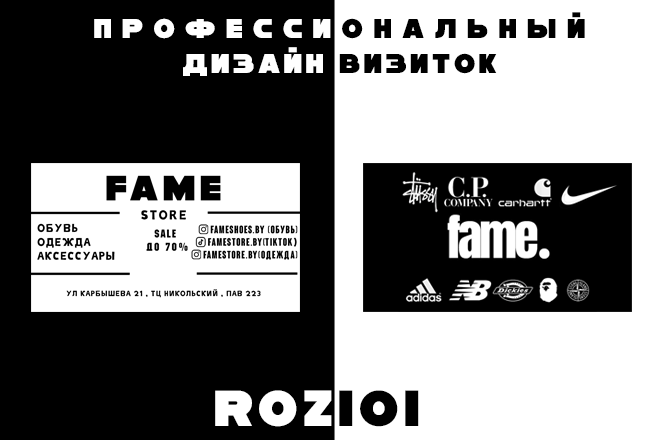 ПРОФЕССИОНАЛЬНЫЙ
ДИЗАЙН ВИЗИТОК
FAME
STORE
ОБУВЬ
ОДЕЖДА
АКСЕССУАРЫ
SALE
ДО 70%
FAMESHOES.BY (ОБУВЬ)
FAMESTORE.BY(TIKTOK)
FAMESTORE.BY(ОДЕЖДА)
УЛ КАРБЫШЕВА 21 , ТЦ НИКОЛЬСКИЙ , ПАВ 223
stüssy
C.P.
COMPANY
carhartt
fame.
adidas
NB
Dickies
ROZIOI